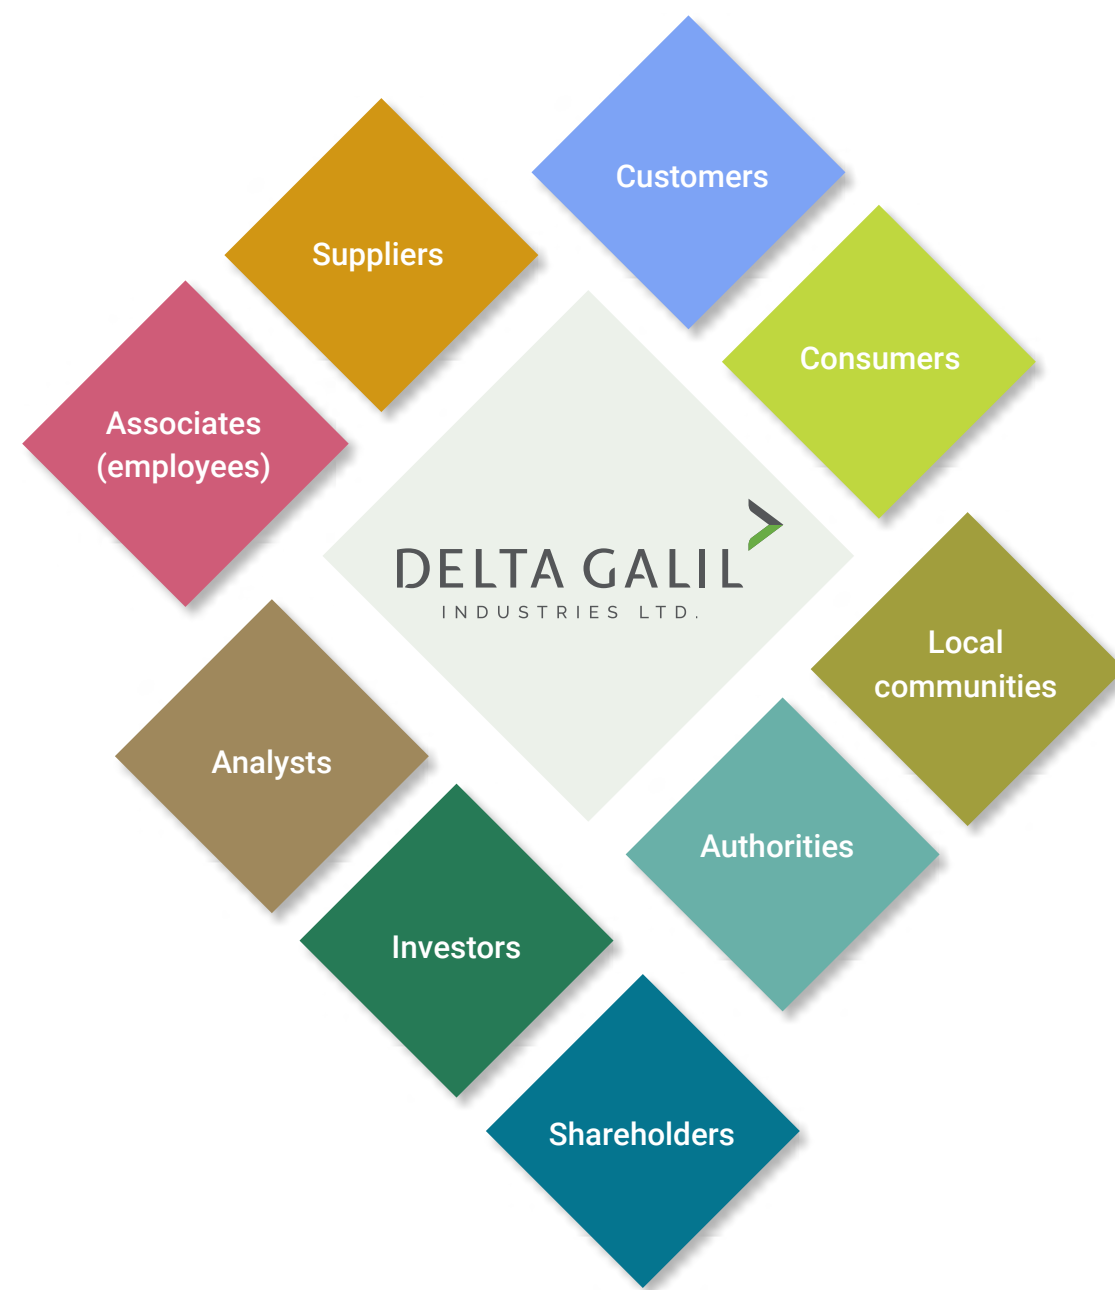 Customers
Suppliers
Consumers
Associates
(employees)
DELTA GALIL
INDUSTRIES LTD.
Local
communities
Analysts
Authorities
Investors
Shareholders